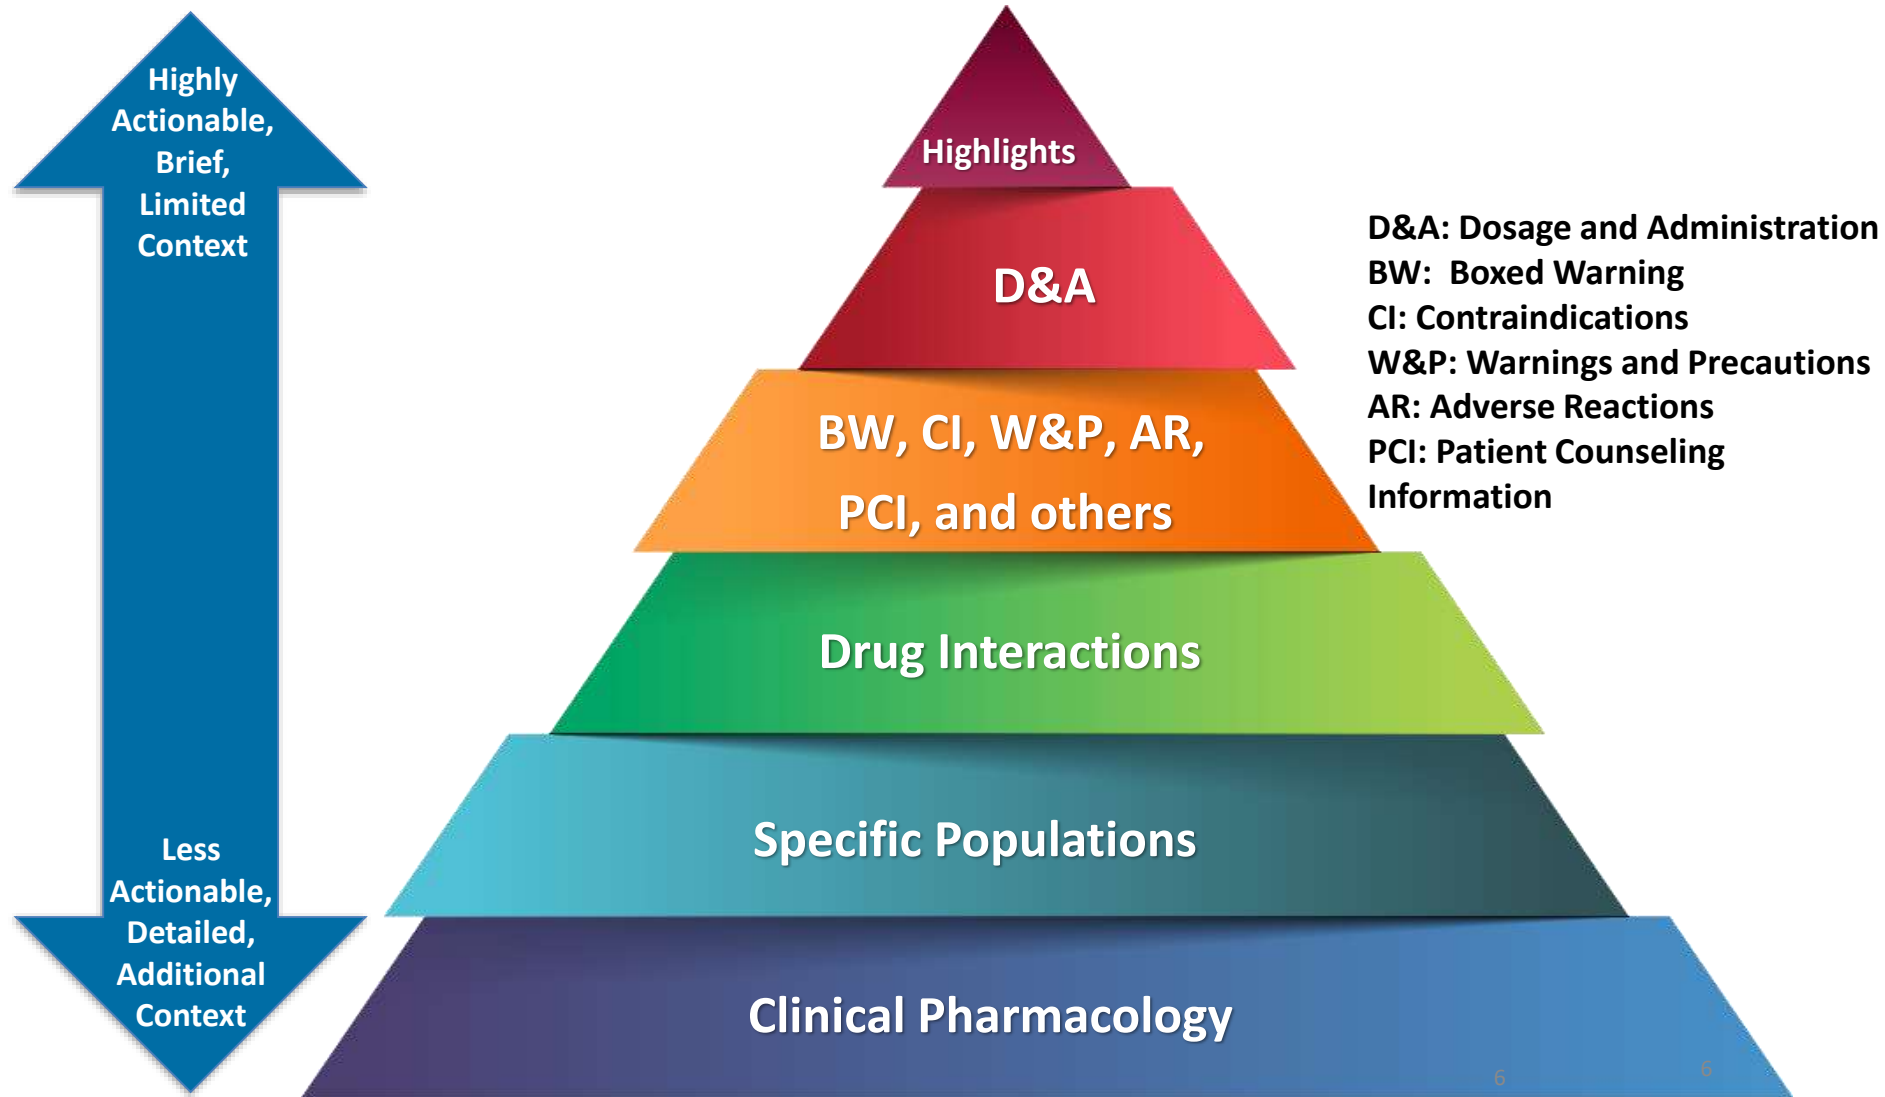 Highly
Actionable,
Brief,
Limited
Context
Less
Actionable,
Detailed,
Additional
Context
Highlights
D&A
BW, CI, W&P, AR,
PCI, and others
Drug Interactions
Specific Populations
Clinical Pharmacology
D&A: Dosage and Administration
BW:  Boxed Warning
CI: Contraindications
W&P: Warnings and Precautions
AR: Adverse Reactions
PCI: Patient Counseling
Information
6
6